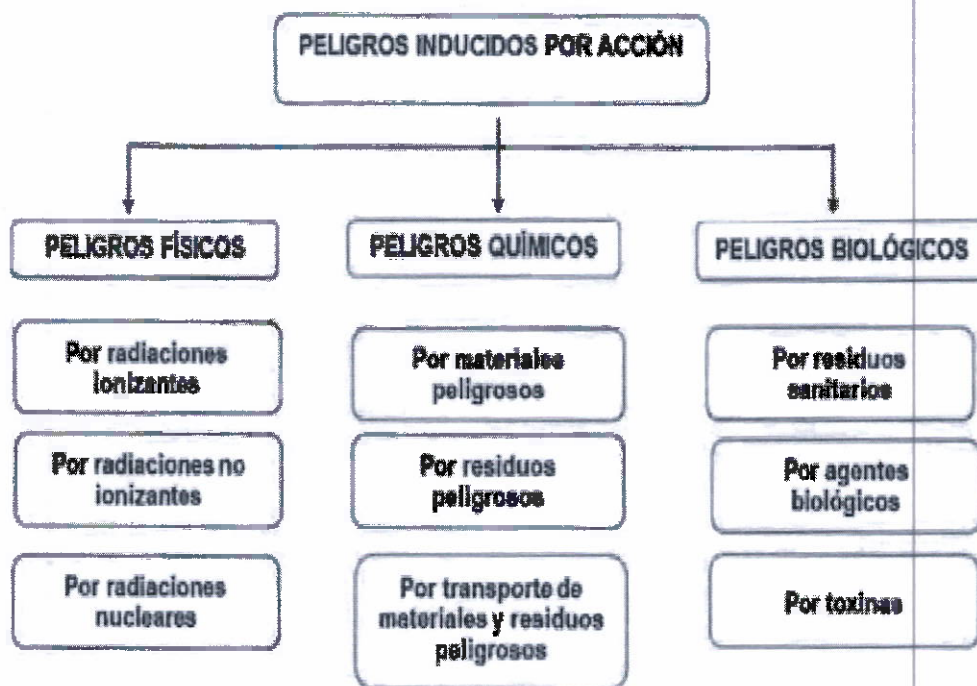 PELIGROS INDUCIDOS POR ACCIÓN
PELIGROS FÍSICOS
PELIGROS QUÍMICOS
PELIGROS BIOLÓGICOS
Por radiaciones
ionizantes
Por materiales
peligrosos
Por residuos
sanitarios
Por radiaciones no
ionizantes
Por residuos
peligrosos
Por agentes
biológicos
Por radiaciones
nucleares
Por transporte de
materiales y residuos
peligrosos
Por toxinas